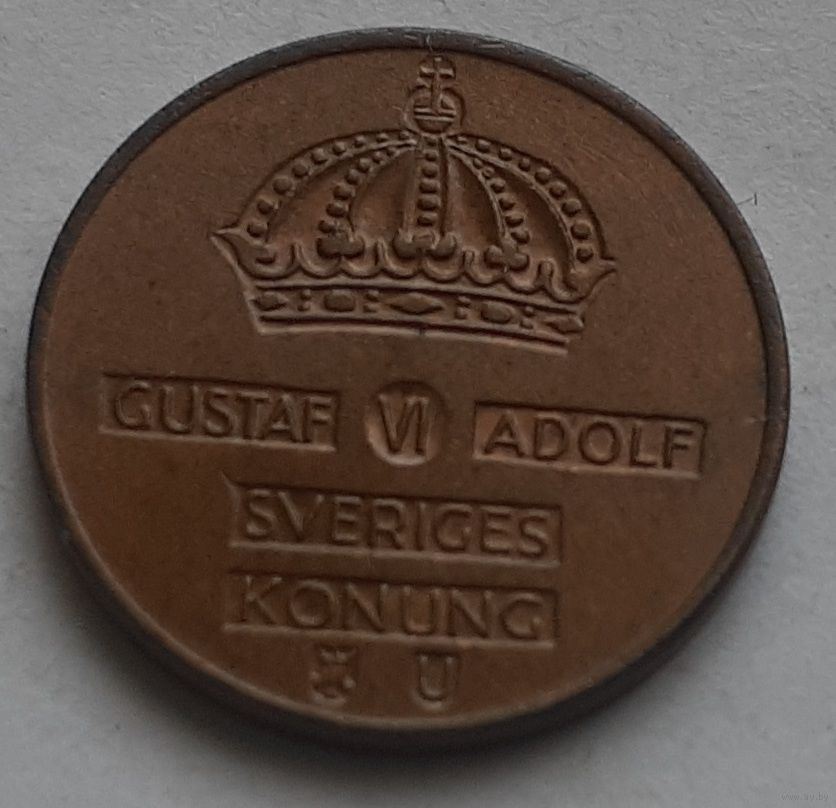 GUSTAF VI ADOLF
SVERIGES
KONUNG
U